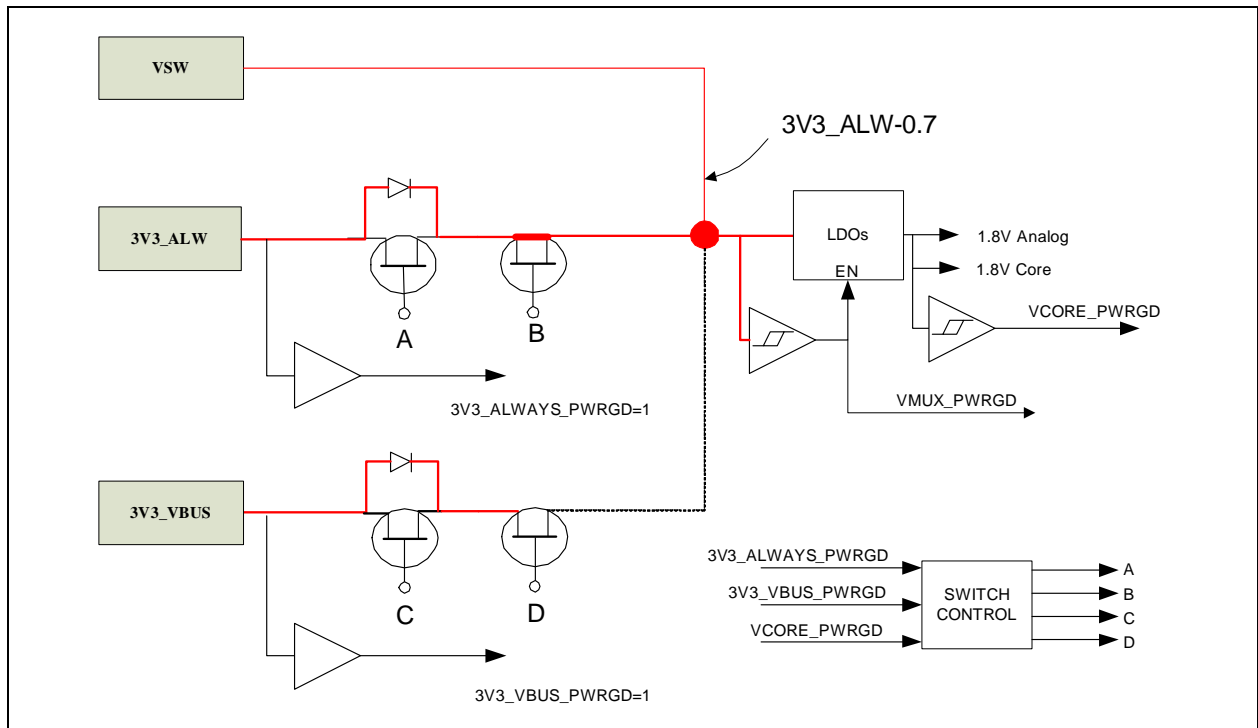 VSW
3V3_ALW-0.7
3V3_ALW
LDOs
EN
1.8V Analog
1.8V Core
A
B
VCORE_PWRGD
3V3_ALWAYS_PWRGD=1
VMUX_PWRGD
3V3_VBUS
C
D
3V3_VBUS_PWRGD=1
3V3_ALWAYS_PWRGD
3V3_VBUS_PWRGD
VCORE_PWRGD
SWITCH
CONTROL
A
B
C
D